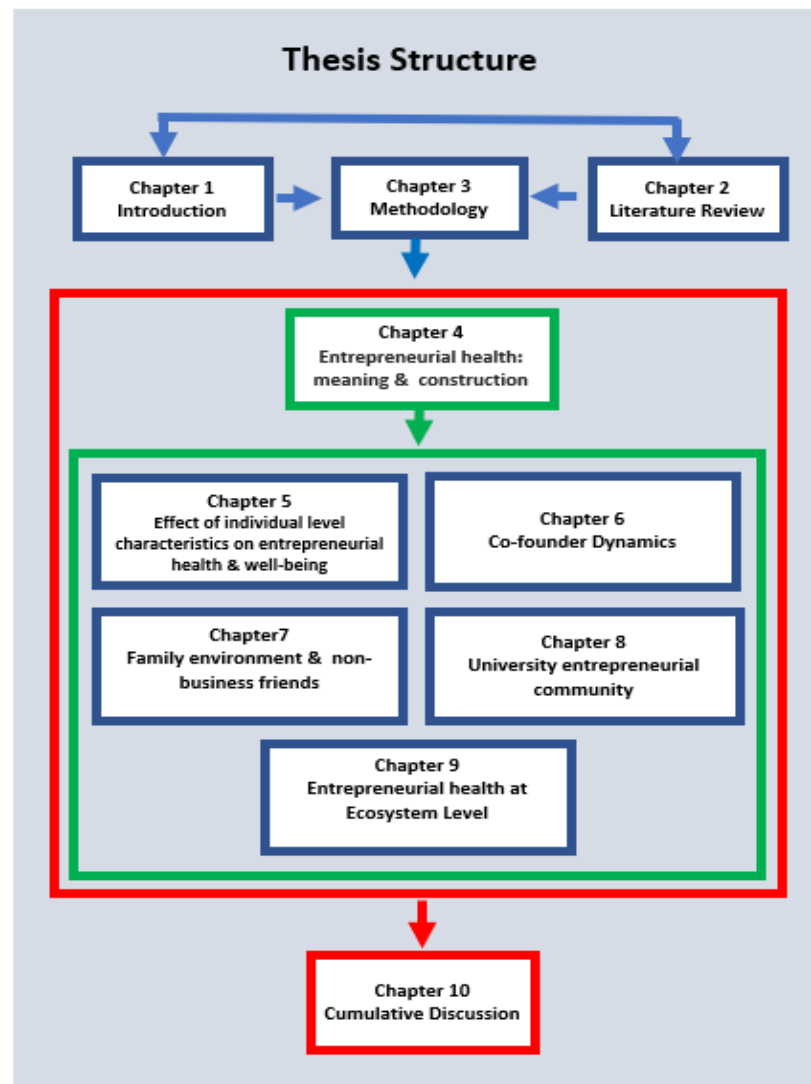 Thesis Structure
Chapter 1
Introduction
Chapter 3
Methodology
Chapter 2
Literature Review
Chapter 4
Entrepreneurial health:
meaning & construction
Chapter 5
Effect of individual level
characteristics on entrepreneurial
health & well-being
Chapter 6
Co-founder Dynamics
Chapter7
Family environment & non-
business friends
Chapter 8
University entrepreneurial
community
Chapter 9
Entrepreneurial health at
Ecosystem Level
Chapter 10
Cumulative Discussion